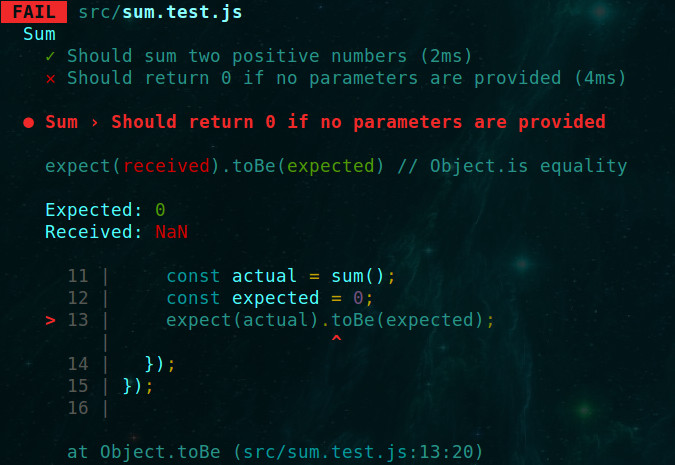 FAIL src/sum.test.js
Sum
✓ Should sum two positive numbers (2ms)
✕ Should return 0 if no parameters are provided (4ms)
● Sum › Should return 0 if no parameters are provided
expect(received).toBe(expected) // Object.is equality
Expected: 0
Received: NaN
11 |     const actual = sum();
12 |     const expected = 0;
> 13 |     expect(actual).toBe(expected);
|                    ^
14 |   });
15 | });
16 |
at Object.toBe (src/sum.test.js:13:20)